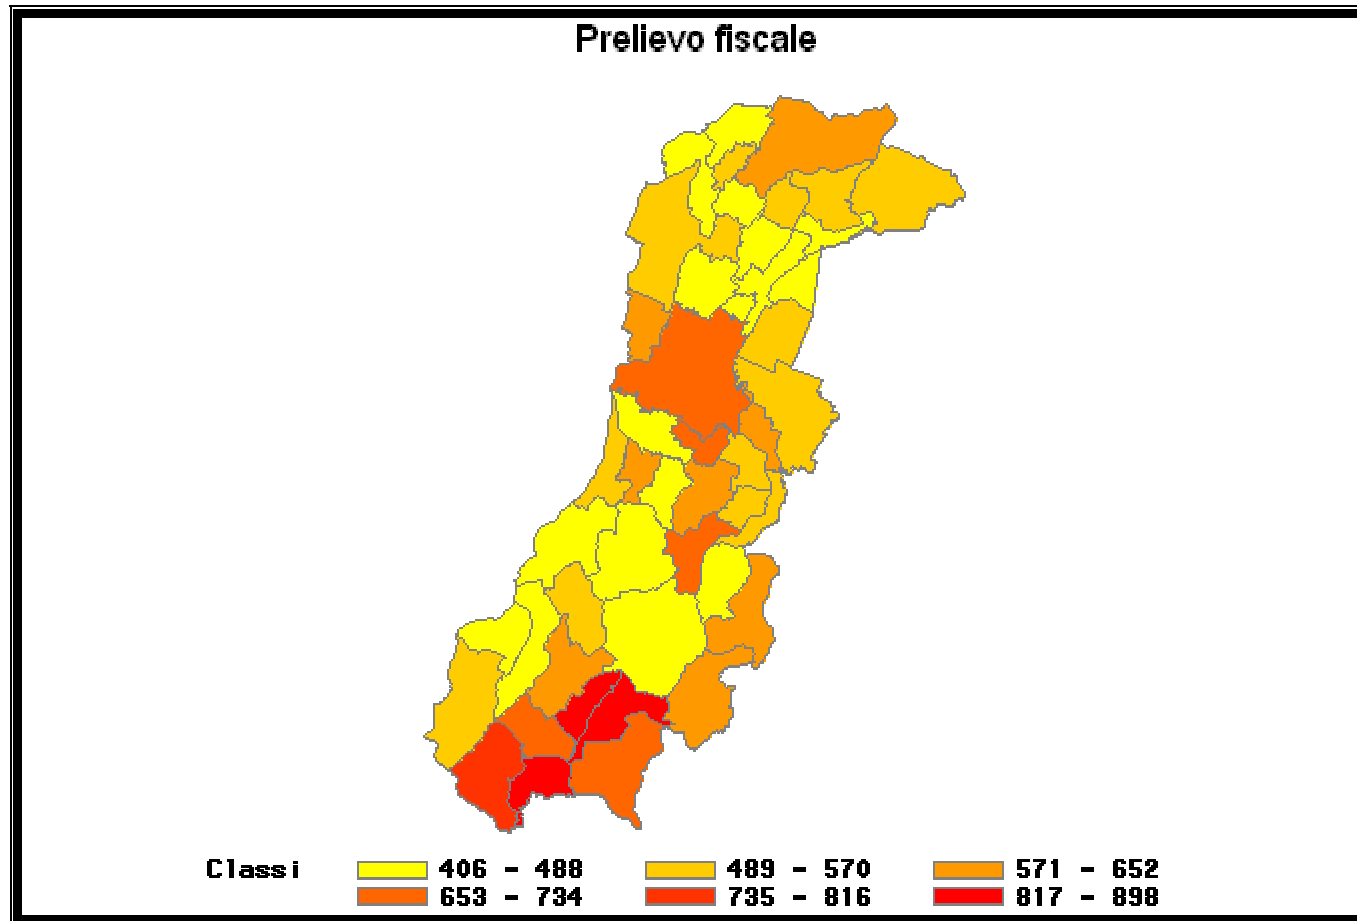 Prelievo fiscale
Classi 406 - 488 489 - 570 571 - 652
653 - 734 735 - 816 817 - 898